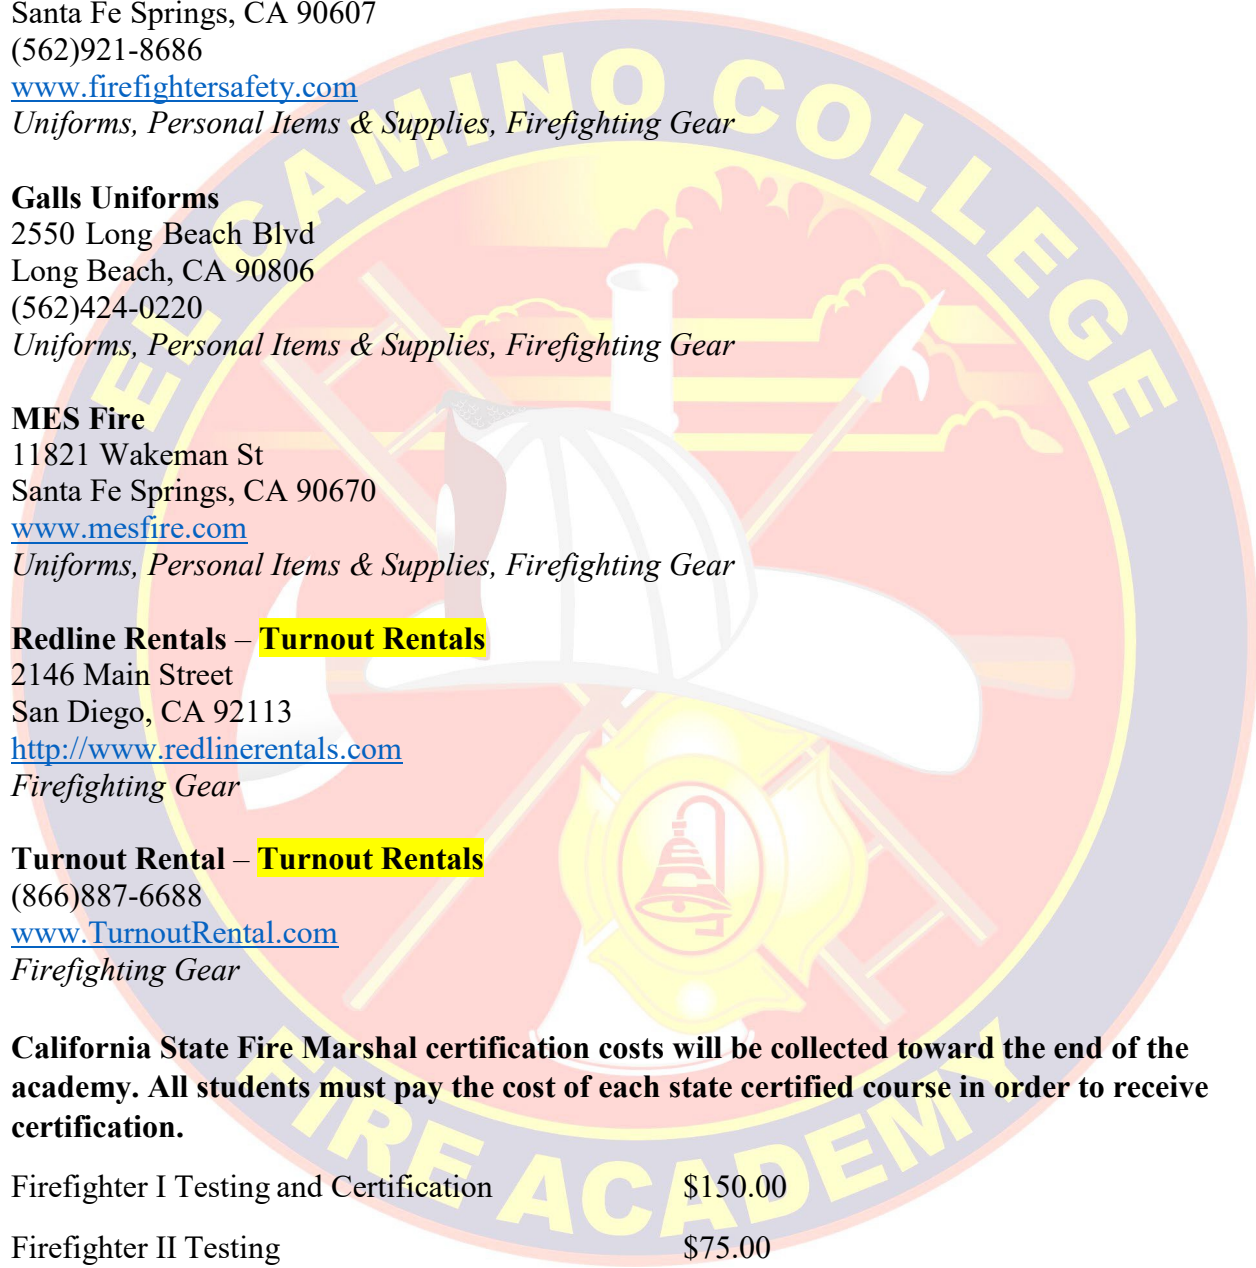 Santa Fe Springs, CA 90607
(562)921-8686
www.firefightersafety.com
Uniforms, Personal Items & Supplies, Firefighting Gear
Galls Uniforms
2550 Long Beach Blvd
Long Beach, CA 90806
(562)424-0220
Uniforms, Personal Items & Supplies, Firefighting Gear
MES Fire
11821 Wakeman St
Santa Fe Springs, CA 90670
www.mesfire.com
Uniforms, Personal Items & Supplies, Firefighting Gear
Redline Rentals – Turnout Rentals
2146 Main Street
San Diego, CA 92113
http://www.redlinerentals.com
Firefighting Gear
Turnout Rental – Turnout Rentals
(866)887-6688
www.TurnoutRental.com
Firefighting Gear
California State Fire Marshal certification costs will be collected toward the end of the
academy. All students must pay the cost of each state certified course in order to receive
certification.
Firefighter I Testing and Certification $150.00
Firefighter II Testing $75.00
EL CAMINO COLLEGE
FIRE ACADEMY